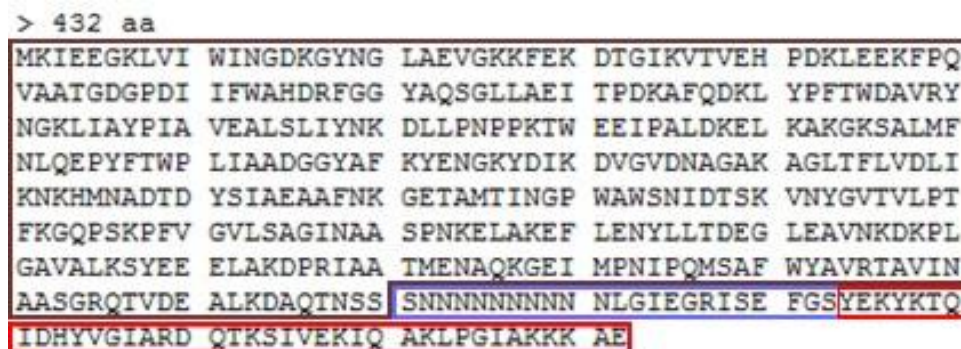 > 432 aa
MKIEEGKLVI WINGDKGYNG LAEVGKKFEK DTGIKVTVEH PDKLEEKFPQ
VAATGDGPDI IFWAHDRFGG YAQSGLLAEI TPDKAFQDKL YPFTWDAVRY
NGKLIAYPIA VEALSLIYNK DLLPNPPKTW EEIPALDKEL KAKGKSALMF
NLQEPYFTWP LIAADGGYAF KYENGKYDIK DVGVDNAGAK AGLTFLVDLI
KNKHMNADTD YSIAEAAFNK GETAMTINGP WAWSNIDTSK VNYGVTVLPT
FKGQPSKPFV GVLSAGINAA SPNKELAKEF LENYLLTDEG LEAVNKDKPL
GAVALKSYEE ELAKDPRIAA TMENAQKGEI MPNIPQMSAF WYAVRTAVIN
AASGRQTVDE ALKDAQTNSS SNNNNNNNNN NLGIEGRISE FGSYEKYKTQ
IDHYVGIARD QTKSIVEKIQ AKLPGIAKKK AE